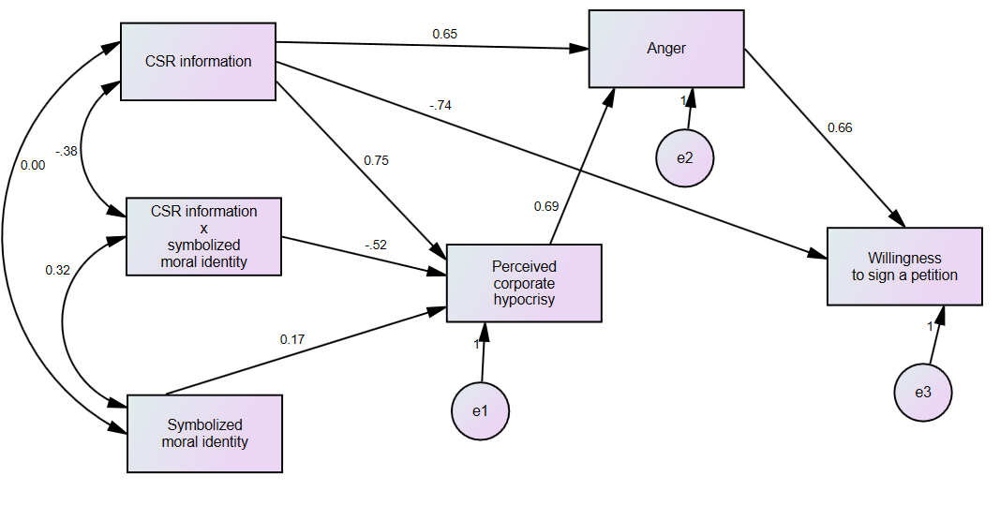 CSR information
0.65
Anger
-.74
1
e2
0.66
0.00
-.38
0.75
CSR information
x
symbolized
moral identity
0.69
-.52
Perceived
corporate
hypocrisy
Willingness
to sign a petition
0.32
0.17
1
1
e1
e3
Symbolized
moral identity